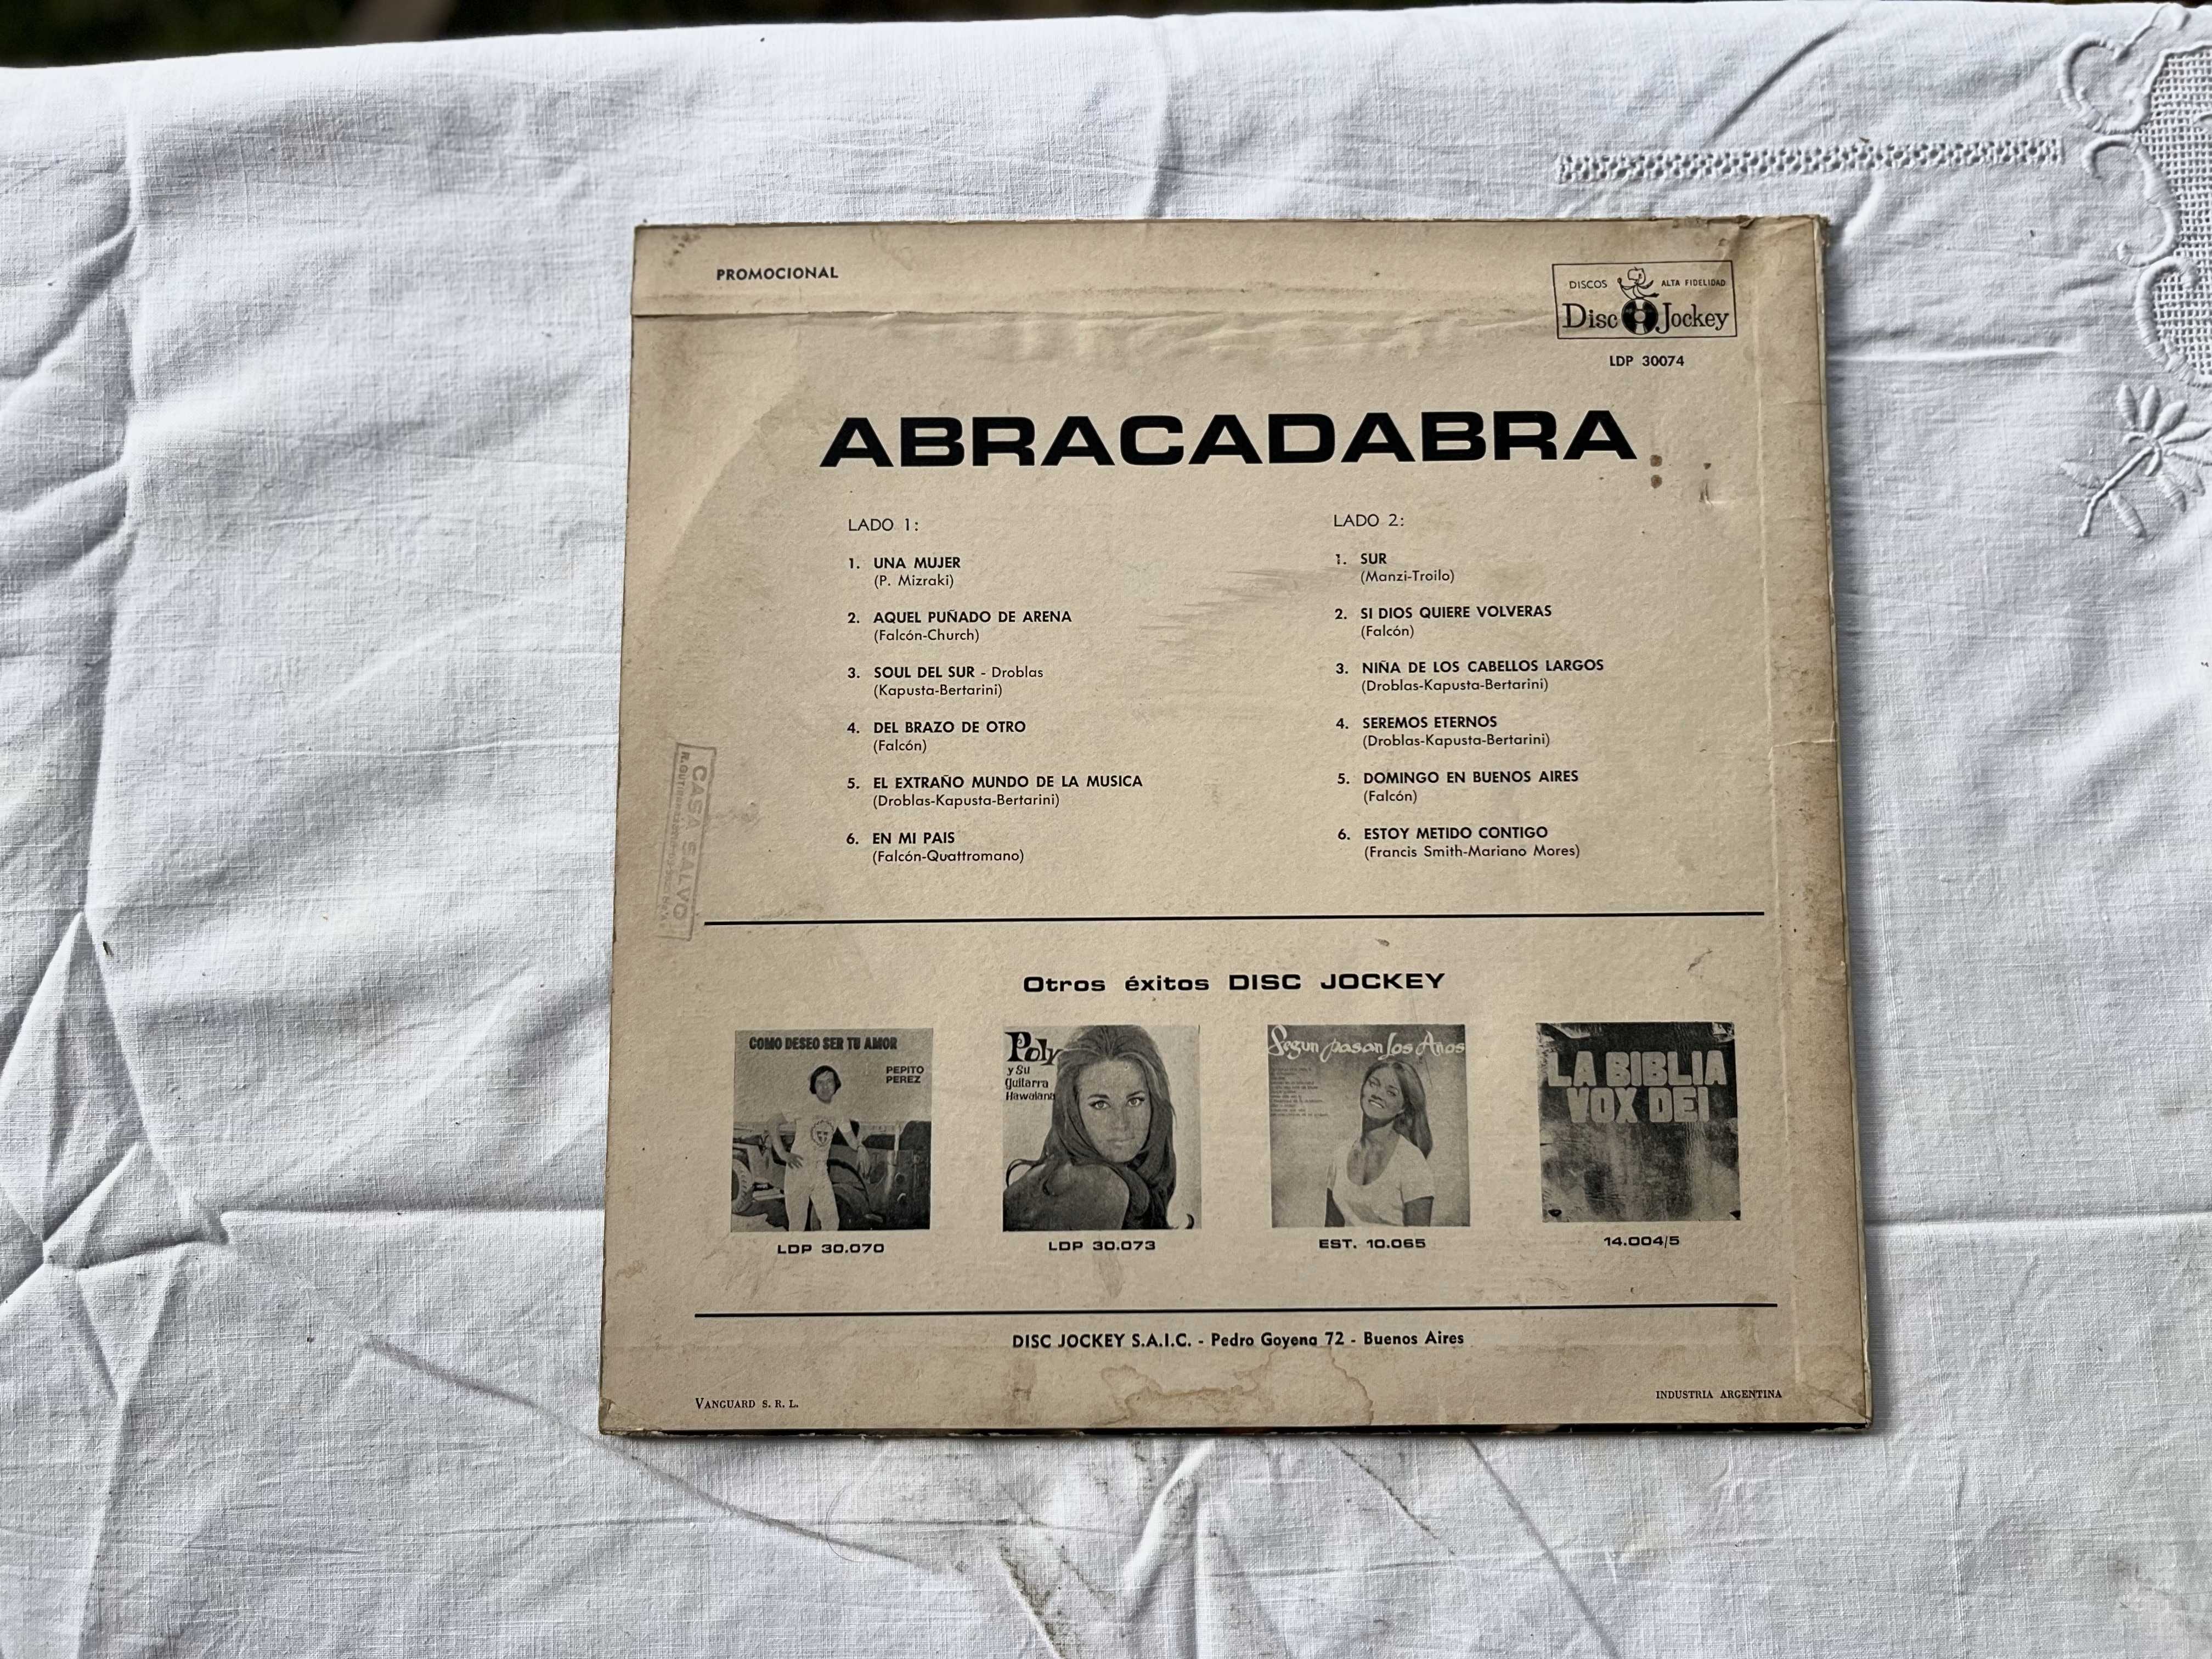 PROMOCIONAL
DISCOS ALTA FIDELIDAD
Disc Jockey
LDP 30074
ABRACADABRA
LADO 1:
1. UNA MUJER
(P. Mizraki)
2. AQUEL PUÑADO DE ARENA
(Falcón-Church)
3. SOUL DEL SUR - Droblas
(Kapusta-Bertarini)
4. DEL BRAZO DE OTRO
(Falcón)
5. EL EXTRAÑO MUNDO DE LA MUSICA
(Droblas-Kapusta-Bertarini)
6. EN MI PAIS
(Falcón-Quattromano)
LADO 2:
1. SUR
(Manzi-Troilo)
2. SI DIOS QUIERE VOLVERAS
(Falcón)
3. NIÑA DE LOS CABELLOS LARGOS
(Droblas-Kapusta-Bertarini)
4. SEREMOS ETERNOS
(Droblas-Kapusta-Bertarini)
5. DOMINGO EN BUENOS AIRES
(Falcón)
6. ESTOY METIDO CONTIGO
(Francis Smith-Mariano Mores)
CASA SALVO
Otros éxitos DISC JOCKEY
COMO DESEO SER TU AMOR
PEPITO
PEREZ
LDP 30.070
Poly
y Su
Guitarra
Hawaiana
LDP 30.073
Segun pasan los Años
EST. 10.065
LA BIBLIA
VOX DEI
14.004/5
DISC JOCKEY S.A.I.C. - Pedro Goyena 72 - Buenos Aires
VANGUARD S. R. L.
INDUSTRIA ARGENTINA